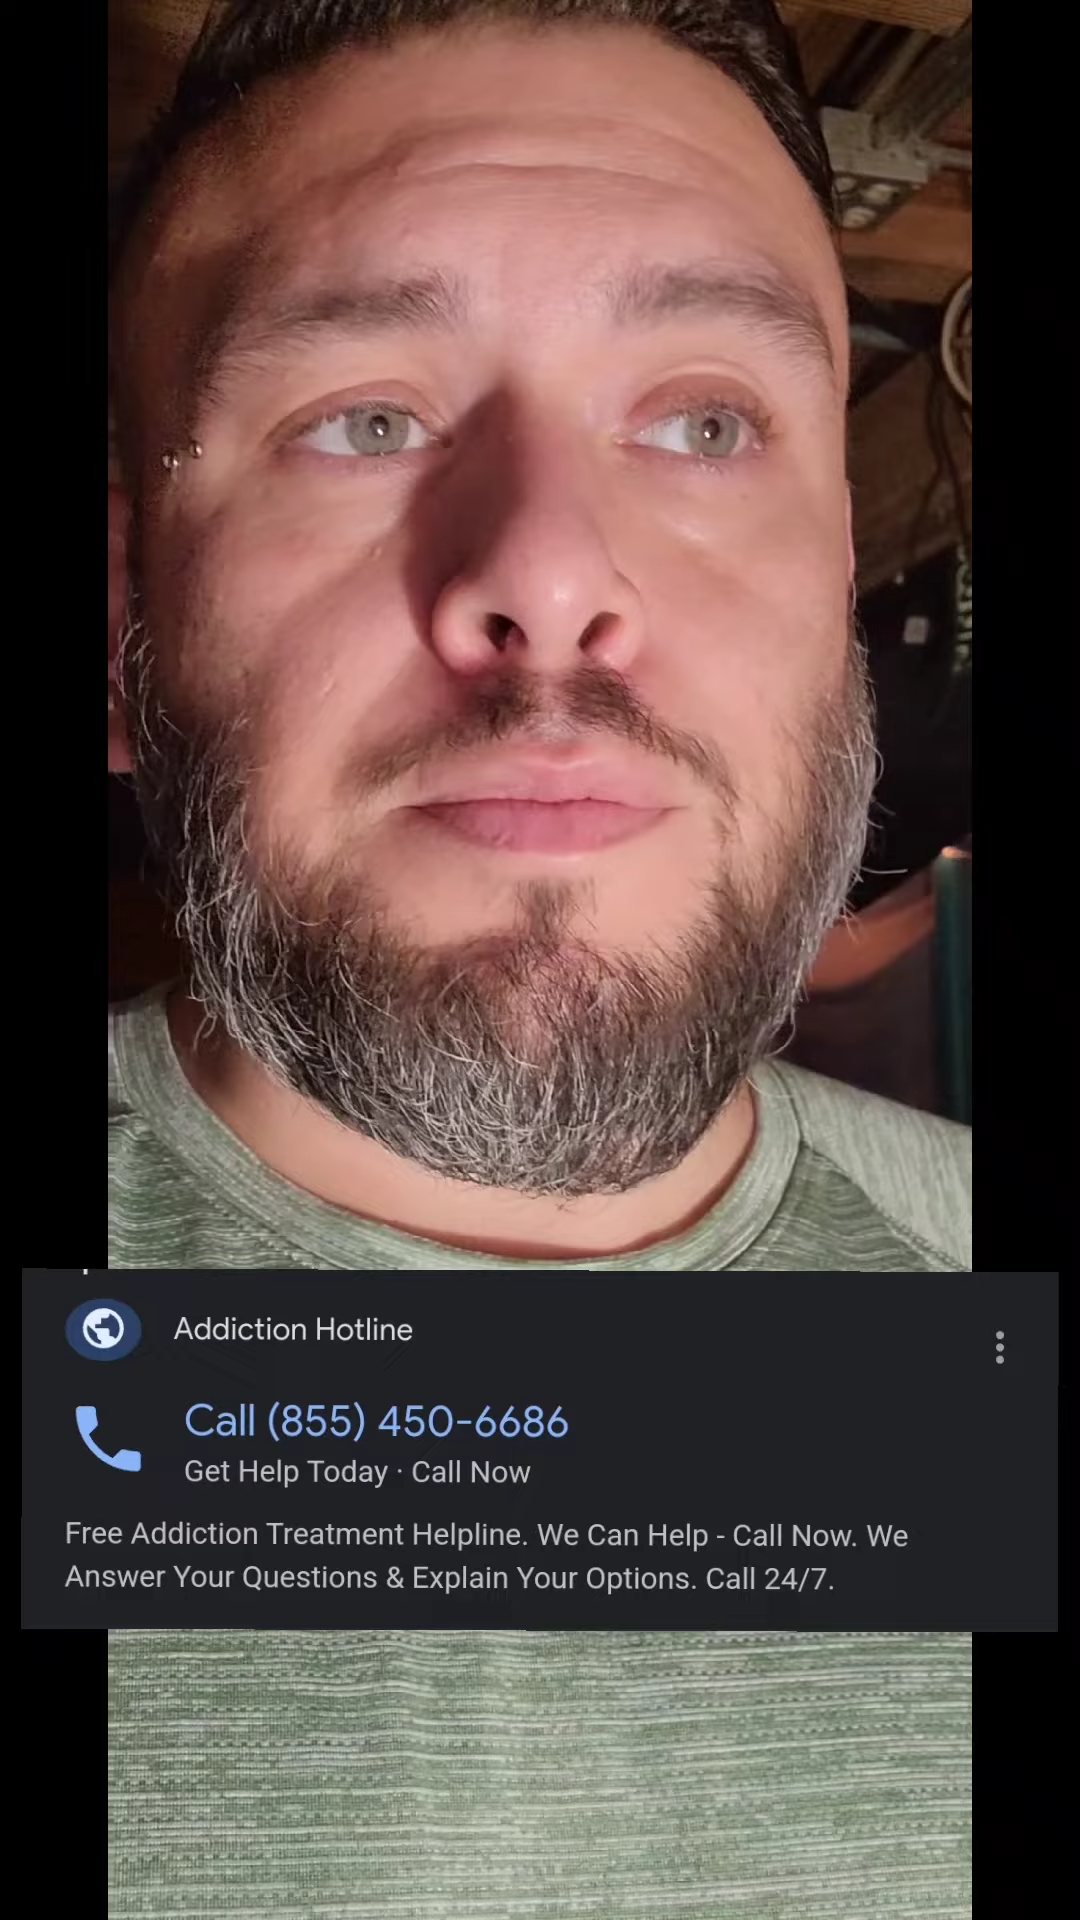 Addiction Hotline
Call (855) 450-6686
Get Help Today · Call Now
Free Addiction Treatment Helpline. We Can Help - Call Now. We
Answer Your Questions & Explain Your Options. Call 24/7.